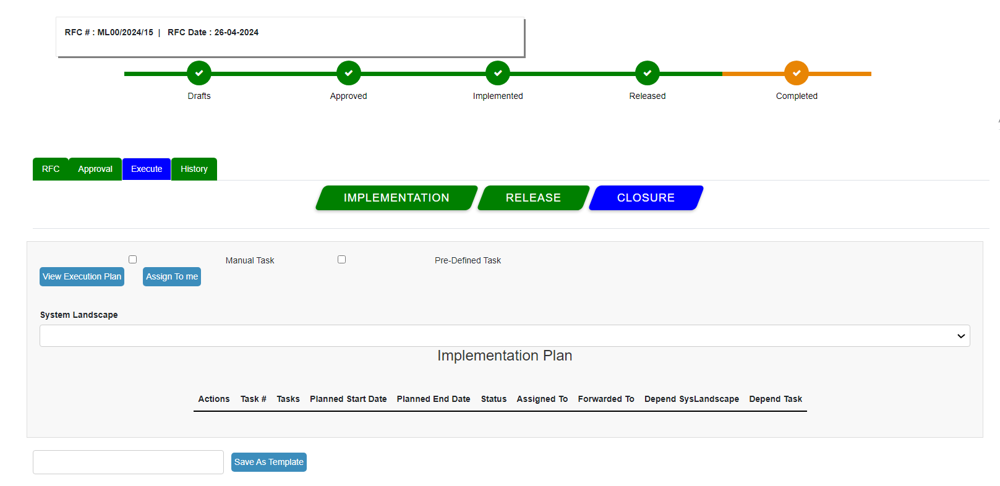 RFC # : ML00/2024/15 | RFC Date : 26-04-2024
Drafts Approved Implemented Released Completed
RFC Approval Execute History
IMPLEMENTATION RELEASE CLOSURE
Manual Task Pre-Defined Task
View Execution Plan Assign To me
System Landscape
Implementation Plan
Actions Task # Tasks Planned Start Date Planned End Date Status Assigned To Forwarded To Depend SysLandscape Depend Task
Save As Template